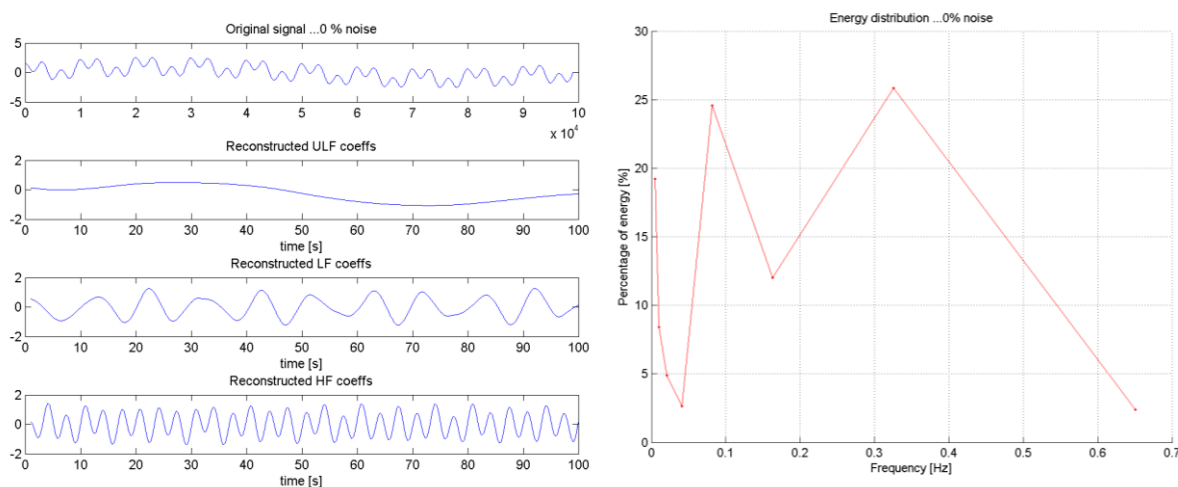 Original signal ...0 % noise
5
0
-5
0 1 2 3 4 5 6 7 8 9 10
x 10⁴
Reconstructed ULF coeffs
2
0
-2
0 10 20 30 40 50 60 70 80 90 100
time [s]
Reconstructed LF coeffs
2
0
-2
0 10 20 30 40 50 60 70 80 90 100
time [s]
Reconstructed HF coeffs
2
0
-2
0 10 20 30 40 50 60 70 80 90 100
time [s]
Energy distribution ...0% noise
Percentage of energy [%]
30
25
20
15
10
5
0
0 0.1 0.2 0.3 0.4 0.5 0.6 0.7
Frequency [Hz]